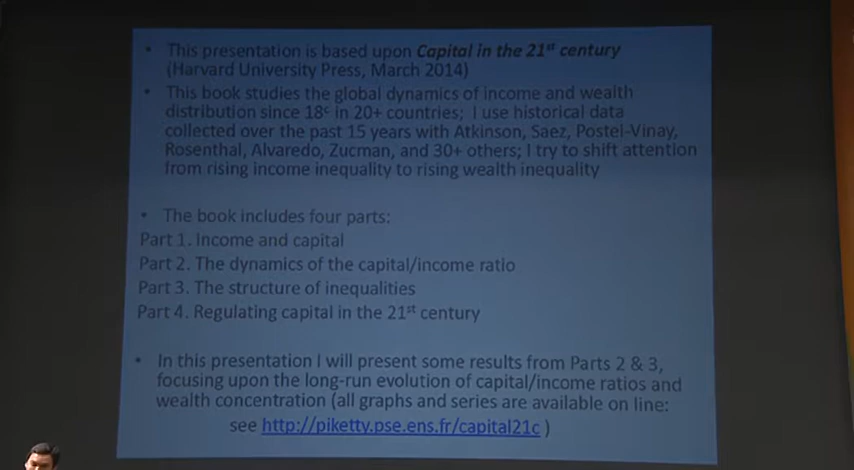 • This presentation is based upon Capital in the 21st century
(Harvard University Press, March 2014)
• This book studies the global dynamics of income and wealth
distribution since 18c in 20+ countries; I use historical data
collected over the past 15 years with Atkinson, Saez, Postel-Vinay,
Rosenthal, Alvaredo, Zucman, and 30+ others; I try to shift attention
from rising income inequality to rising wealth inequality
• The book includes four parts:
Part 1. Income and capital
Part 2. The dynamics of the capital/income ratio
Part 3. The structure of inequalities
Part 4. Regulating capital in the 21st century
• In this presentation I will present some results from Parts 2 & 3,
focusing upon the long-run evolution of capital/income ratios and
wealth concentration (all graphs and series are available on line:
see http://piketty.pse.ens.fr/capital21c )